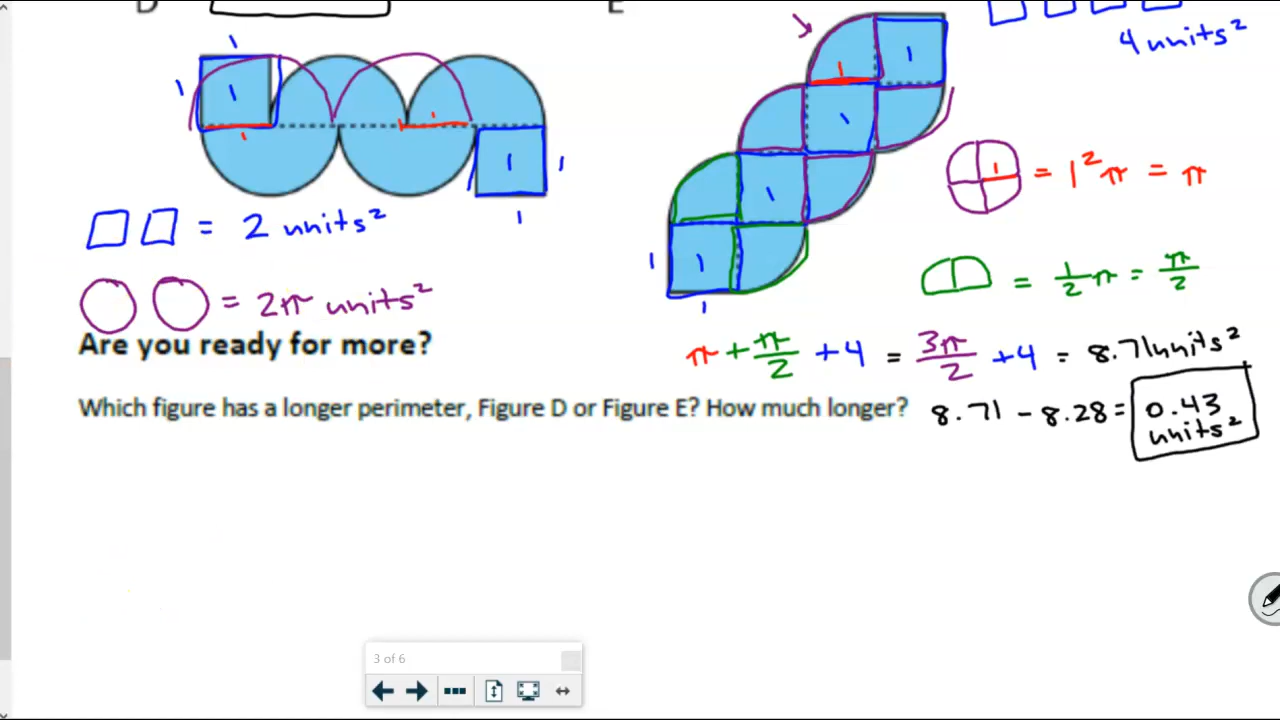 D
E
4 units²
1
1 1
1
1 1
1
1
1
1
1
1
1 1
1
1 = 1²π = π
= 2 units²
= 1/2 π = π/2
= 2π units²
π + π/2 + 4 = 3π/2 + 4 = 8.71 units²
Are you ready for more?
Which figure has a longer perimeter, Figure D or Figure E? How much longer?
8.71 - 8.28 = 0.43
units²
3 of 6